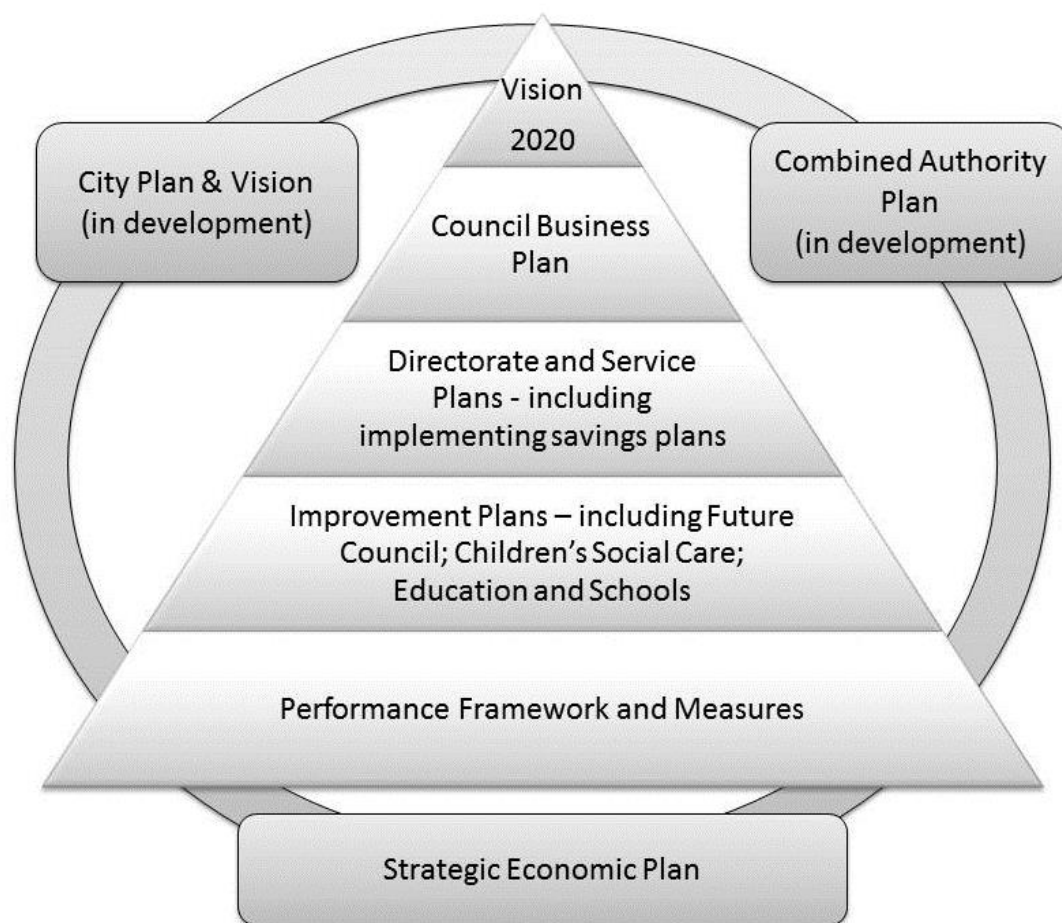 Vision
2020
City Plan & Vision
(in development)
Combined Authority
Plan
(in development)
Council Business
Plan
Directorate and Service
Plans - including
implementing savings plans
Improvement Plans – including Future
Council; Children’s Social Care;
Education and Schools
Performance Framework and Measures
Strategic Economic Plan